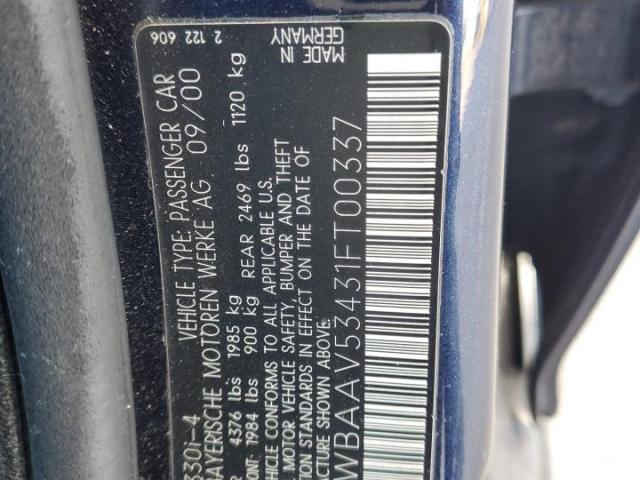 330I-4 VEHICLE TYPE: PASSENGER CAR
BAYERISCHE MOTOREN WERKE AG 09/00
4376 lbs 1985 kg
1984 lbs 900 kg REAR 2469 lbs 1120 kg
VEHICLE CONFORMS TO ALL APPLICABLE U.S.
MOTOR VEHICLE SAFETY, BUMPER AND THEFT
STANDARDS IN EFFECT ON THE DATE OF
SHOWN ABOVE.
WBAAV53431FT00337
MADE IN
GERMANY
2 122 606